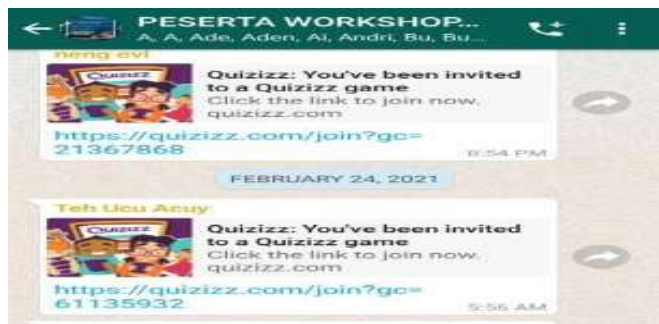 PESERTA WORKSHOP...
A, A, Ade, Aden, Ai, Andri, Bu, Bu...
neng evi
Quizizz
Quizizz: You've been invited
to a Quizizz game
Click the link to join now.
quizizz.com
https://quizizz.com/join?gc=
21367868
8:54 PM
FEBRUARY 24, 2021
Teh Ucu Acuy
Quizizz
Quizizz: You've been invited
to a Quizizz game
Click the link to join now.
quizizz.com
https://quizizz.com/join?gc=
61135932
5:56 AM